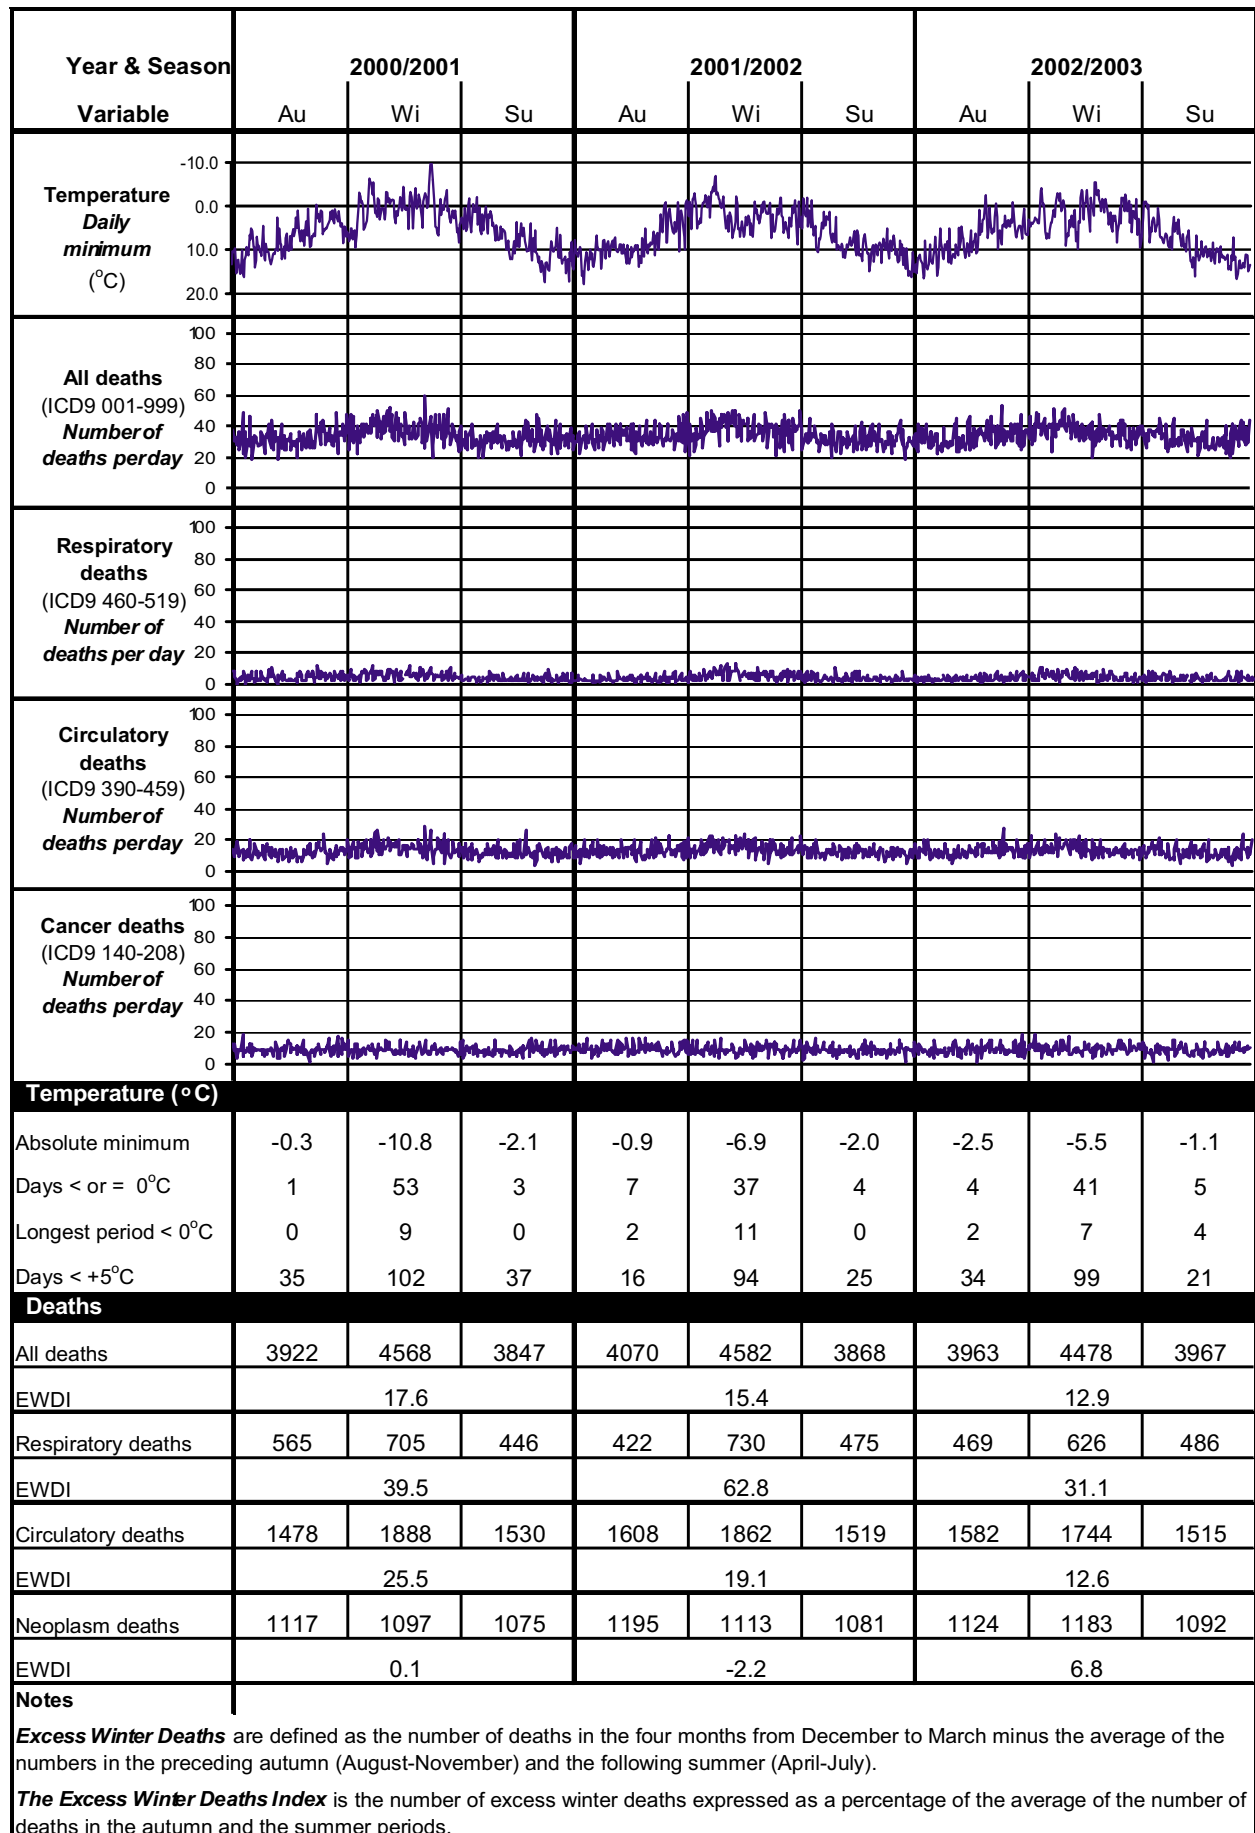 Year & Season 2000/2001 2001/2002 2002/2003
Variable Au Wi Su Au Wi Su Au Wi Su
Temperature
Daily
minimum
(°C)
-10.0
0.0
10.0
20.0
All deaths
(ICD9 001-999)
Number of
deaths per day
100
80
60
40
20
0
Respiratory
deaths
(ICD9 460-519)
Number of
deaths per day
100
80
60
40
20
0
Circulatory
deaths
(ICD9 390-459)
Number of
deaths per day
100
80
60
40
20
0
Cancer deaths
(ICD9 140-208)
Number of
deaths per day
100
80
60
40
20
0
Temperature (°C)
Absolute minimum -0.3 -10.8 -2.1 -0.9 -6.9 -2.0 -2.5 -5.5 -1.1
Days < or = 0°C 1 53 3 7 37 4 4 41 5
Longest period < 0°C 0 9 0 2 11 0 2 7 4
Days < +5°C 35 102 37 16 94 25 34 99 21
Deaths
All deaths 3922 4568 3847 4070 4582 3868 3963 4478 3967
EWDI 17.6 15.4 12.9
Respiratory deaths 565 705 446 422 730 475 469 626 486
EWDI 39.5 62.8 31.1
Circulatory deaths 1478 1888 1530 1608 1862 1519 1582 1744 1515
EWDI 25.5 19.1 12.6
Neoplasm deaths 1117 1097 1075 1195 1113 1081 1124 1183 1092
EWDI 0.1 -2.2 6.8
Notes
Excess Winter Deaths are defined as the number of deaths in the four months from December to March minus the average of the
numbers in the preceding autumn (August-November) and the following summer (April-July).
The Excess Winter Deaths Index is the number of excess winter deaths expressed as a percentage of the average of the number of
deaths in the autumn and the summer periods.